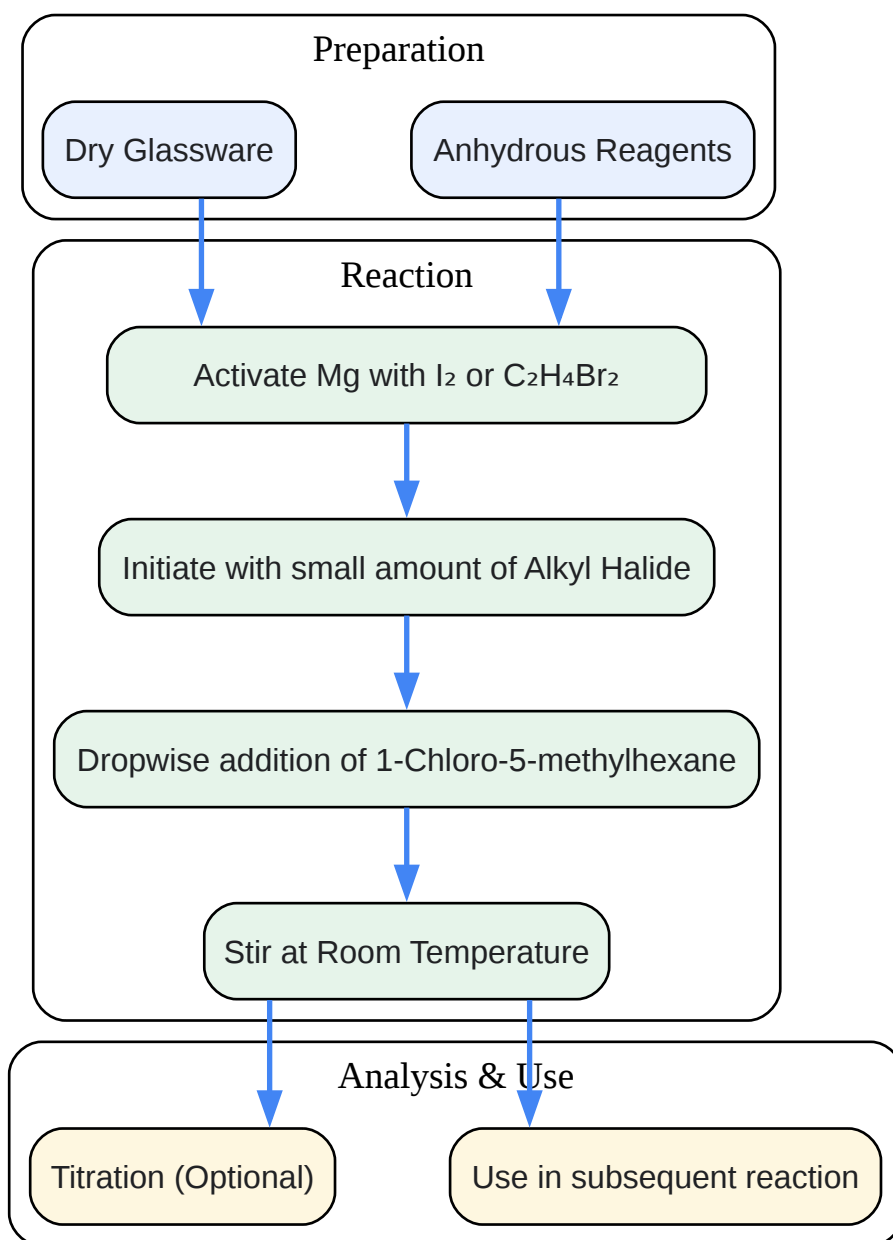 Preparation
Dry Glassware
Anhydrous Reagents
Reaction
Activate Mg with I₂ or C₂H₄Br₂
Initiate with small amount of Alkyl Halide
Dropwise addition of 1-Chloro-5-methylhexane
Stir at Room Temperature
Analysis & Use
Titration (Optional)
Use in subsequent reaction